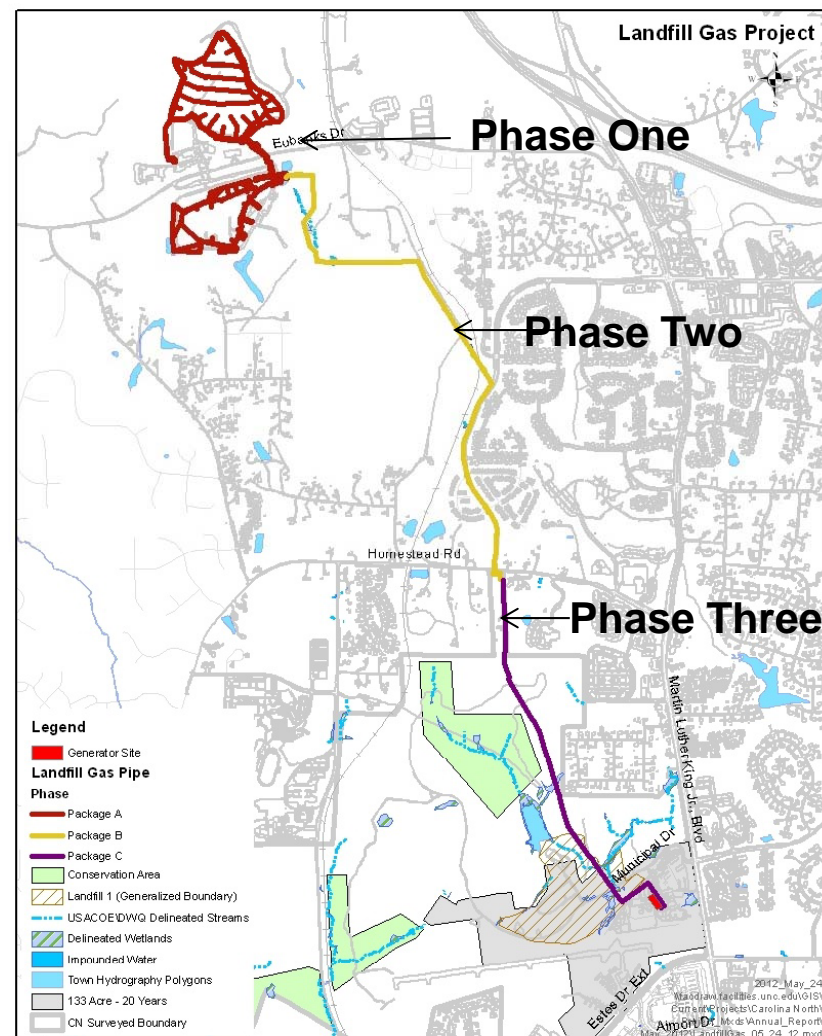 Landfill Gas Project
N
W E
S
Eubanks Dr
Phase One
Phase Two
Homestead Rd
Phase Three
Martin Luther King Jr., Blvd
Municipal Dr
Estes Dr. Ext
Airport Dr
Legend
Generator Site
Landfill Gas Pipe
Phase
Package A
Package B
Package C
Conservation Area
Landfill 1 (Generalized Boundary)
USACOE\DWQ Delineated Streams
Delineated Wetlands
Impounded Water
Town Hydrography Polygons
133 Acre - 20 Years
CN Surveyed Boundary
2012_May_24